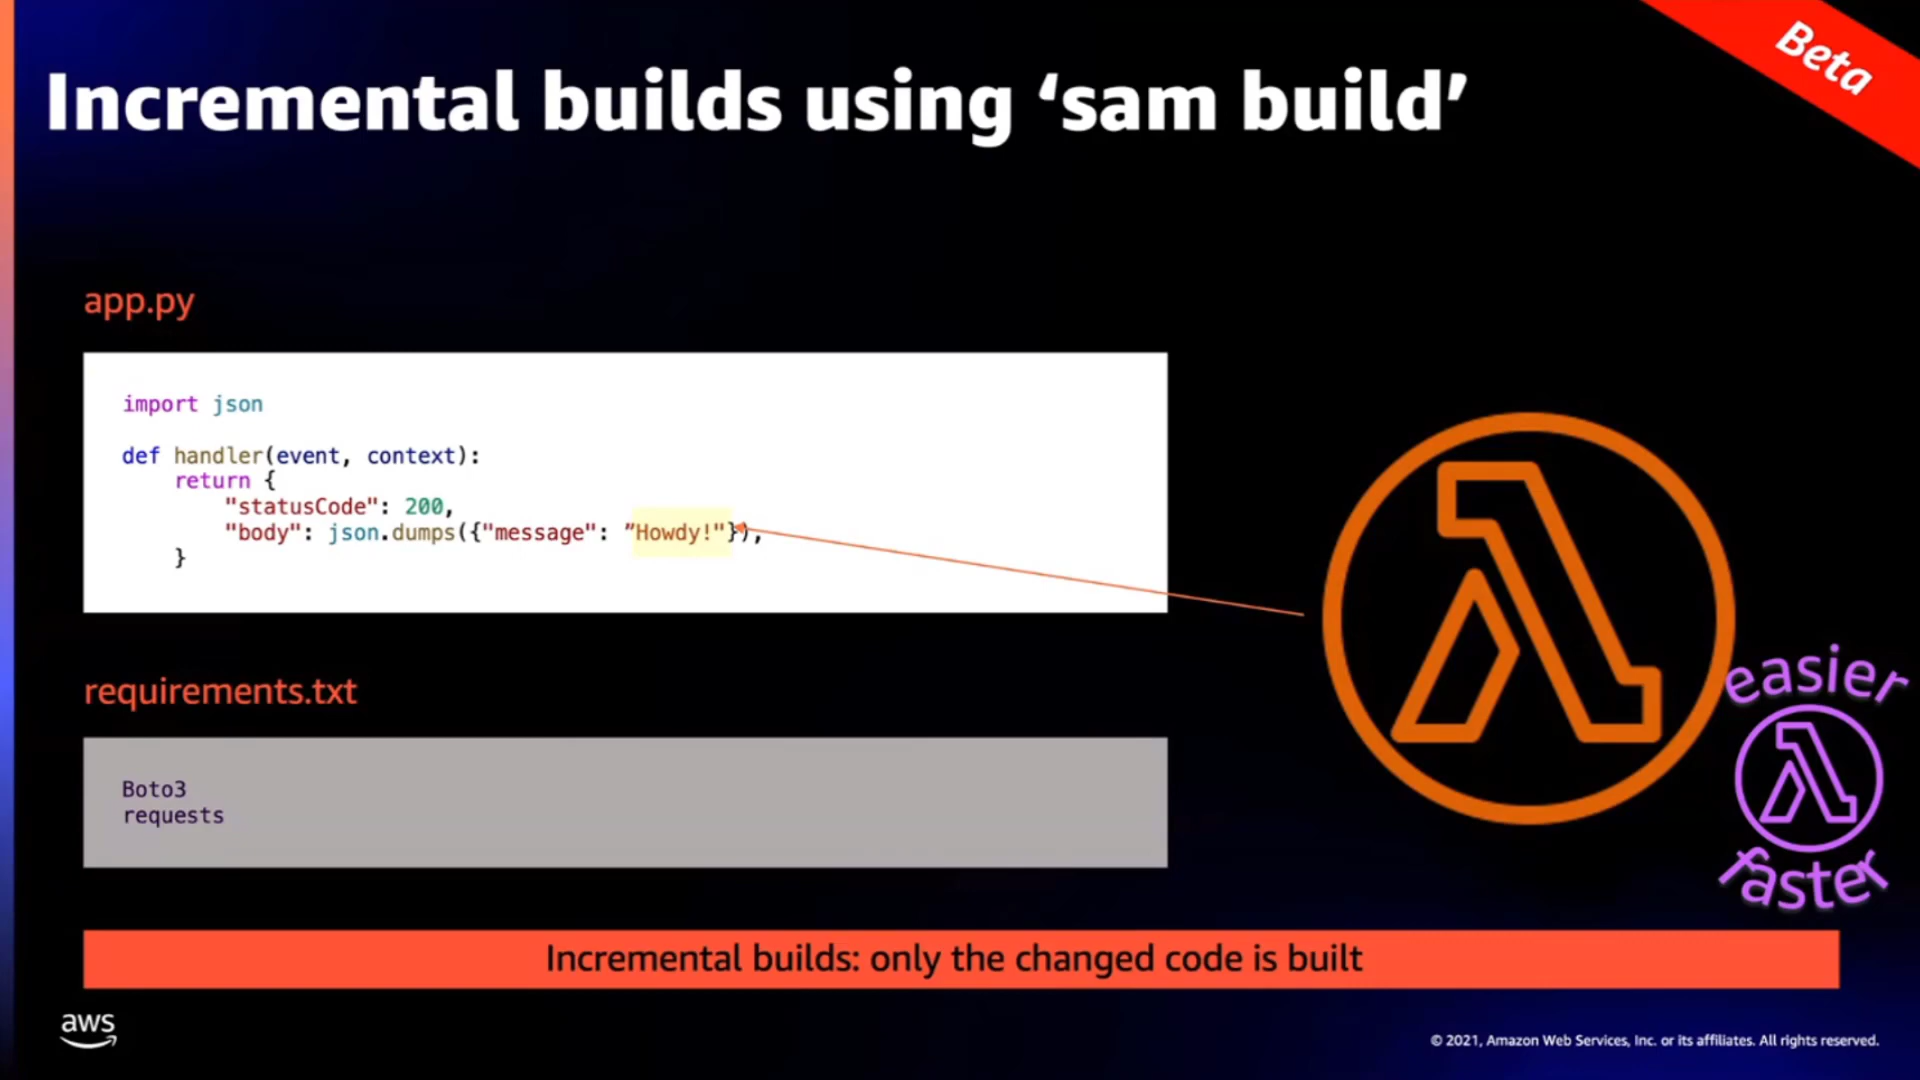 Beta
Incremental builds using ‘sam build’
app.py
import json
def handler(event, context):
    return {
        "statusCode": 200,
        "body": json.dumps({"message": ”Howdy!"}),
    }
requirements.txt
Boto3
requests
easier
faster
Incremental builds: only the changed code is built
aws
© 2021, Amazon Web Services, Inc. or its affiliates. All rights reserved.